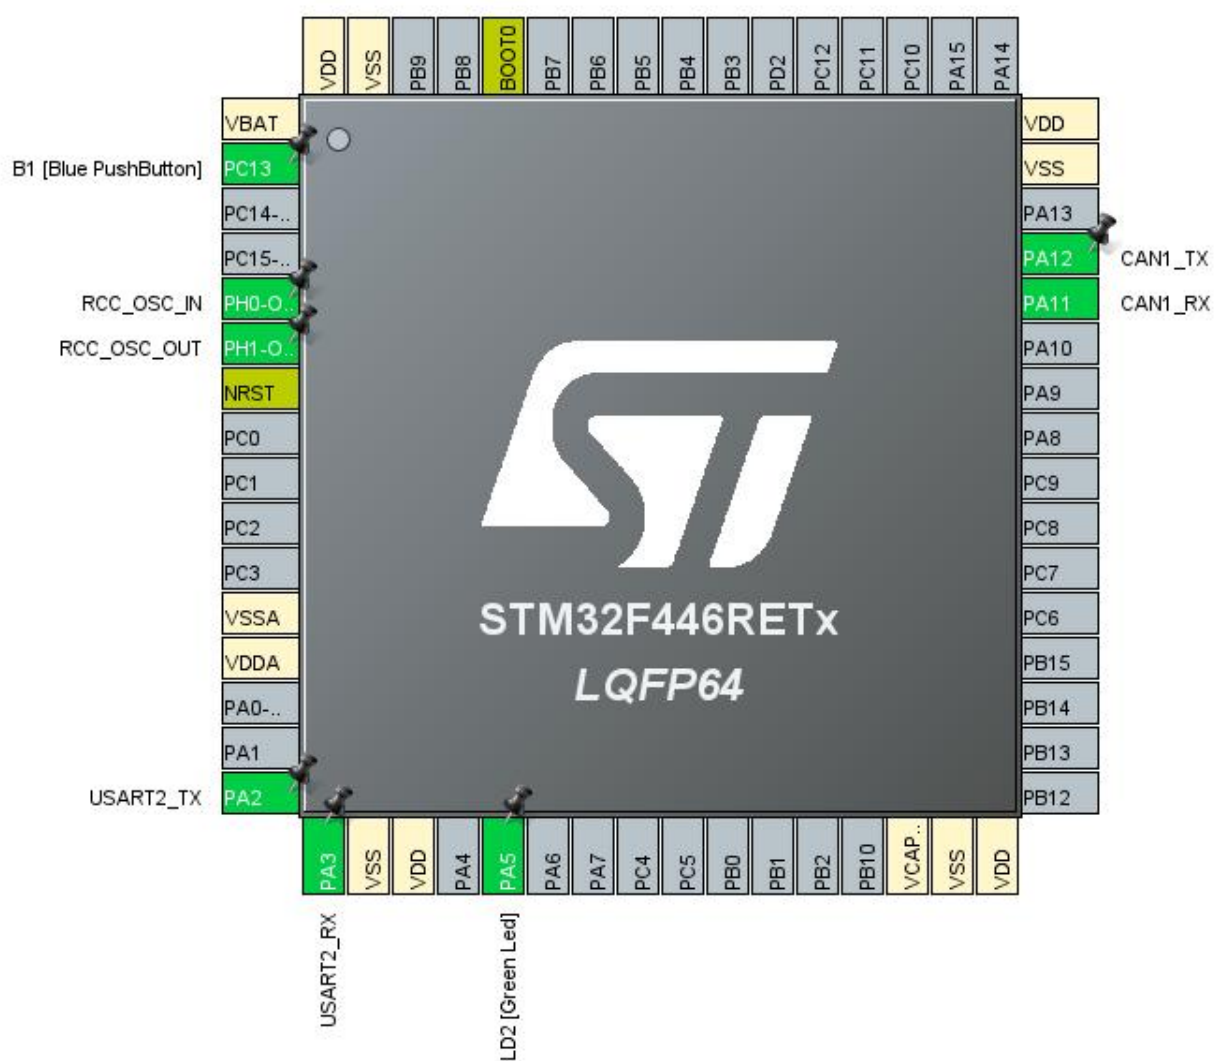 VDD
VSS
PB9
PB8
BOOT0
PB7
PB6
PB5
PB4
PB3
PD2
PC12
PC11
PC10
PA15
PA14
VBAT
B1 [Blue PushButton] PC13
PC14-..
PC15-..
RCC_OSC_IN PH0-O..
RCC_OSC_OUT PH1-O..
NRST
PC0
PC1
PC2
PC3
VSSA
VDDA
PA0-..
PA1
USART2_TX PA2
VDD
VSS
PA13
PA12 CAN1_TX
PA11 CAN1_RX
PA10
PA9
PA8
PC9
PC8
PC7
PC6
PB15
PB14
PB13
PB12
ST
STM32F446RETx
LQFP64
PA3
VSS
VDD
PA4
PA5
PA6
PA7
PC4
PC5
PB0
PB1
PB2
PB10
VCAP..
VSS
VDD
USART2_RX
LD2 [Green Led]